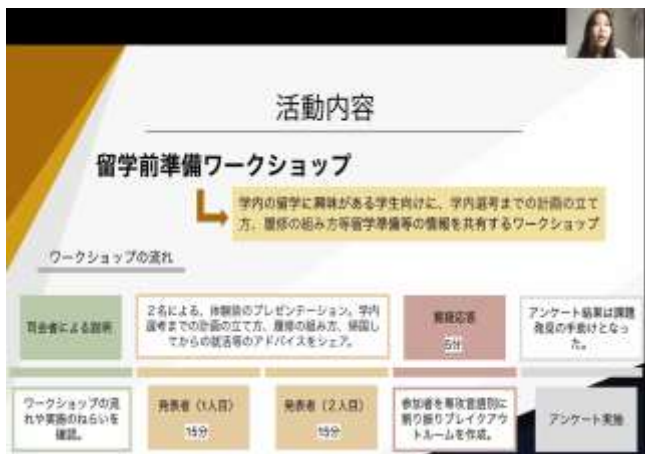 活動内容
留学前準備ワークショップ
学内の留学に興味がある学生向けに、学内選考までの計画の立て
方、履修の組み方等留学準備等の情報を共有するワークショップ
ワークショップの流れ
司会者による説明
2名による、体験談のプレゼンテーション。学内
選考までの計画の立て方、履修の組み方、帰国し
てからの就活等のアドバイスをシェア。
質疑応答
5分
アンケート結果は課題
発見の手助けとなっ
た。
ワークショップの流
れや実施のねらいを
確認。
発表者(1人目)
15分
発表者(2人目)
15分
参加者を専攻言語別に
割り振りブレイクアウ
トルームを作成。
アンケート実施